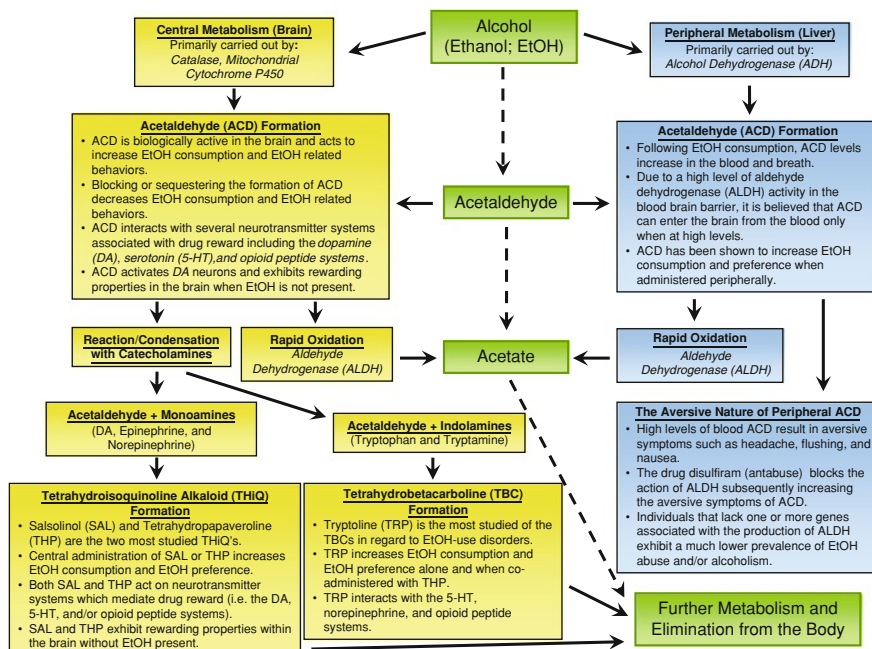 Central Metabolism (Brain)
Primarily carried out by:
Catalase, Mitochondrial
Cytochrome P450
Alcohol
(Ethanol; EtOH)
Peripheral Metabolism (Liver)
Primarily carried out by:
Alcohol Dehydrogenase (ADH)
Acetaldehyde (ACD) Formation
• ACD is biologically active in the brain and acts to
increase EtOH consumption and EtOH related
behaviors.
• Blocking or sequestering the formation of ACD
decreases EtOH consumption and EtOH related
behaviors.
• ACD interacts with several neurotransmitter systems
associated with drug reward including the dopamine
(DA), serotonin (5-HT),and opioid peptide systems.
• ACD activates DA neurons and exhibits rewarding
properties in the brain when EtOH is not present.
Acetaldehyde
Acetaldehyde (ACD) Formation
• Following EtOH consumption, ACD levels
increase in the blood and breath.
• Due to a high level of aldehyde
dehydrogenase (ALDH) activity in the
blood brain barrier, it is believed that ACD
can enter the brain from the blood only
when at high levels.
• ACD has been shown to increase EtOH
consumption and preference when
administered peripherally.
Reaction/Condensation
with Catecholamines
Rapid Oxidation
Aldehyde
Dehydrogenase (ALDH)
Acetate
Rapid Oxidation
Aldehyde
Dehydrogenase (ALDH)
Acetaldehyde + Monoamines
(DA, Epinephrine, and
Norepinephrine)
Acetaldehyde + Indolamines
(Tryptophan and Tryptamine)
The Aversive Nature of Peripheral ACD
• High levels of blood ACD result in aversive
symptoms such as headache, flushing, and
nausea.
• The drug disulfiram (antabuse) blocks the
action of ALDH subsequently increasing
the aversive symptoms of ACD.
• Individuals that lack one or more genes
associated with the production of ALDH
exhibit a much lower prevalence of EtOH
abuse and/or alcoholism.
Tetrahydroisoquinoline Alkaloid (THiQ)
Formation
• Salsolinol (SAL) and Tetrahydropapaveroline
(THP) are the two most studied THiQ's.
• Central administration of SAL or THP increases
EtOH consumption and EtOH preference.
• Both SAL and THP act on neurotransmitter
systems which mediate drug reward (i.e. the DA,
5-HT, and/or opioid peptide systems).
• SAL and THP exhibit rewarding properties within
the brain without EtOH present.
Tetrahydrobetacarboline (TBC)
Formation
• Tryptoline (TRP) is the most studied of the
TBCs in regard to EtOH-use disorders.
• TRP increases EtOH consumption and
EtOH preference alone and when co-
administered with THP.
• TRP interacts with the 5-HT,
norepinephrine, and opioid peptide
systems.
Further Metabolism and
Elimination from the Body